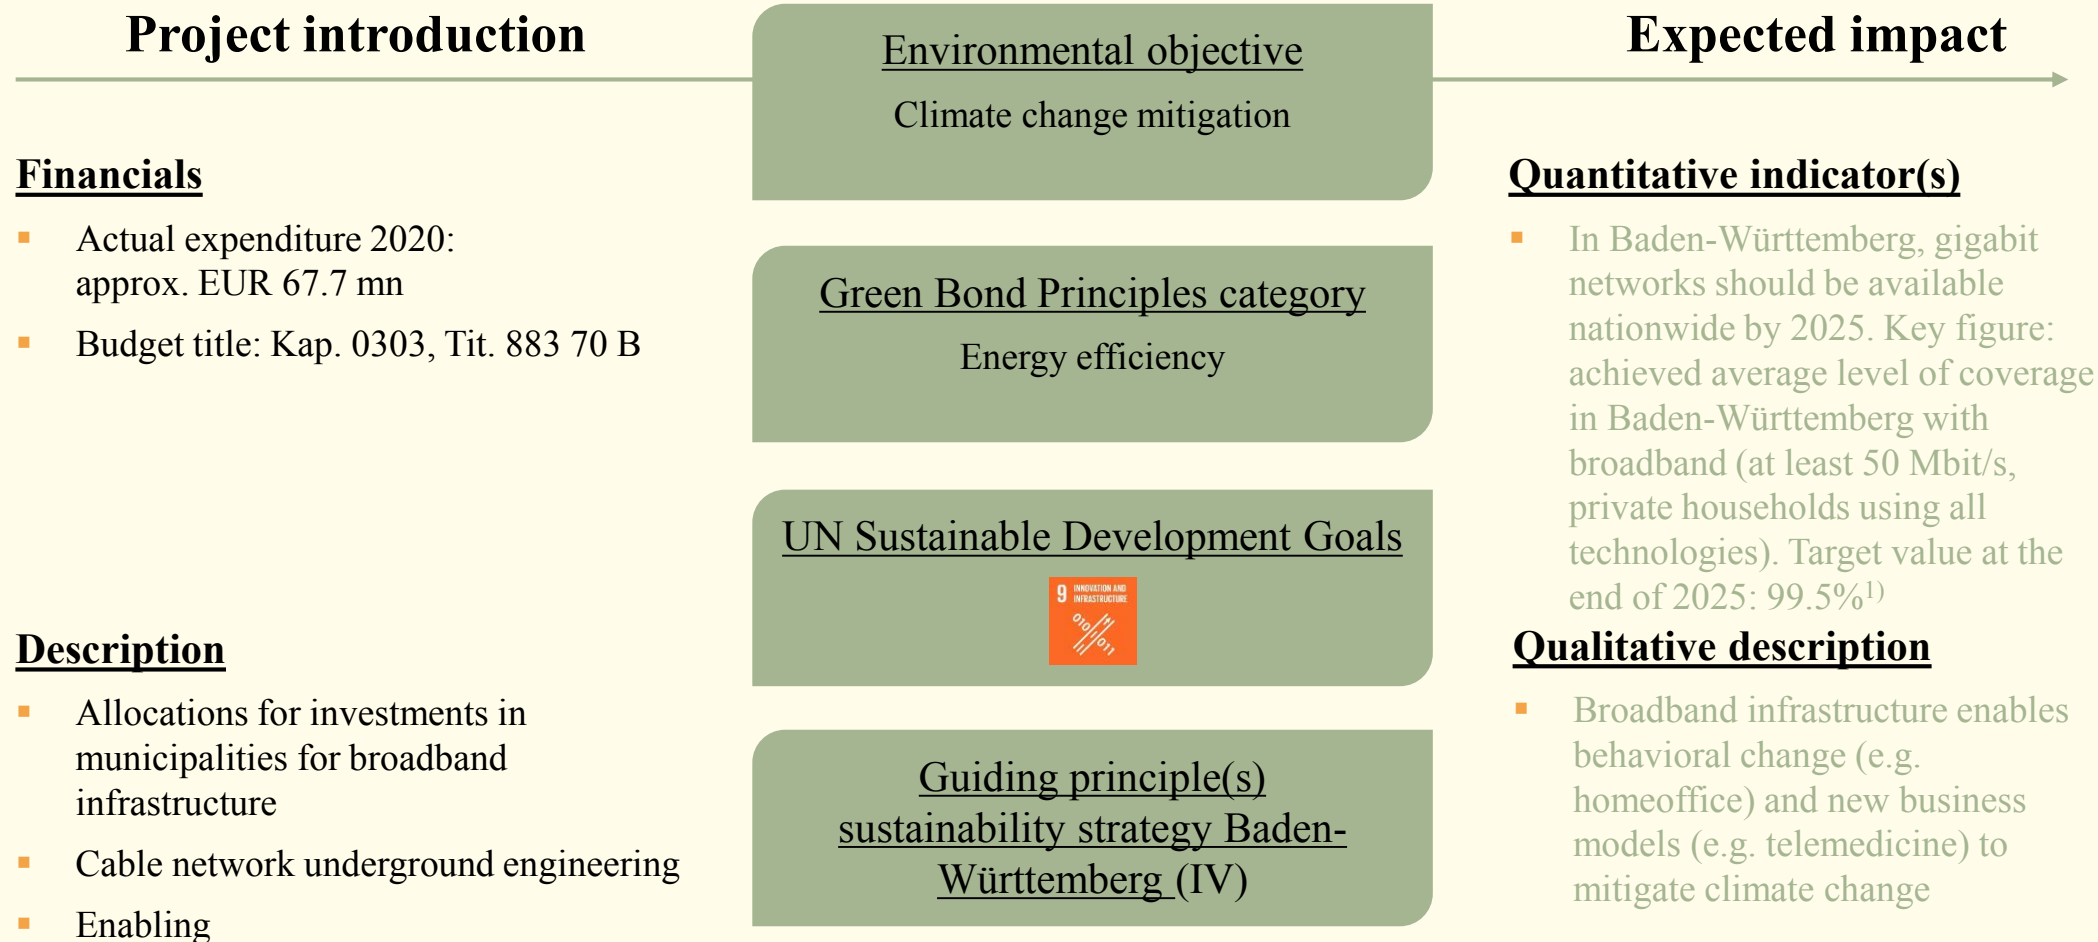 Project introduction
Financials
Actual expenditure 2020:
approx. EUR 67.7 mn
Budget title: Kap. 0303, Tit. 883 70 B
Description
Allocations for investments in
municipalities for broadband
infrastructure
Cable network underground engineering
Enabling
Environmental objective
Climate change mitigation
Green Bond Principles category
Energy efficiency
UN Sustainable Development Goals
9 INNOVATION AND
INFRASTRUCTURE
010
011
Guiding principle(s)
sustainability strategy Baden-
Württemberg (IV)
Expected impact
Quantitative indicator(s)
In Baden-Württemberg, gigabit
networks should be available
nationwide by 2025. Key figure:
achieved average level of coverage
in Baden-Württemberg with
broadband (at least 50 Mbit/s,
private households using all
technologies). Target value at the
end of 2025: 99.5%1)
Qualitative description
Broadband infrastructure enables
behavioral change (e.g.
homeoffice) and new business
models (e.g. telemedicine) to
mitigate climate change